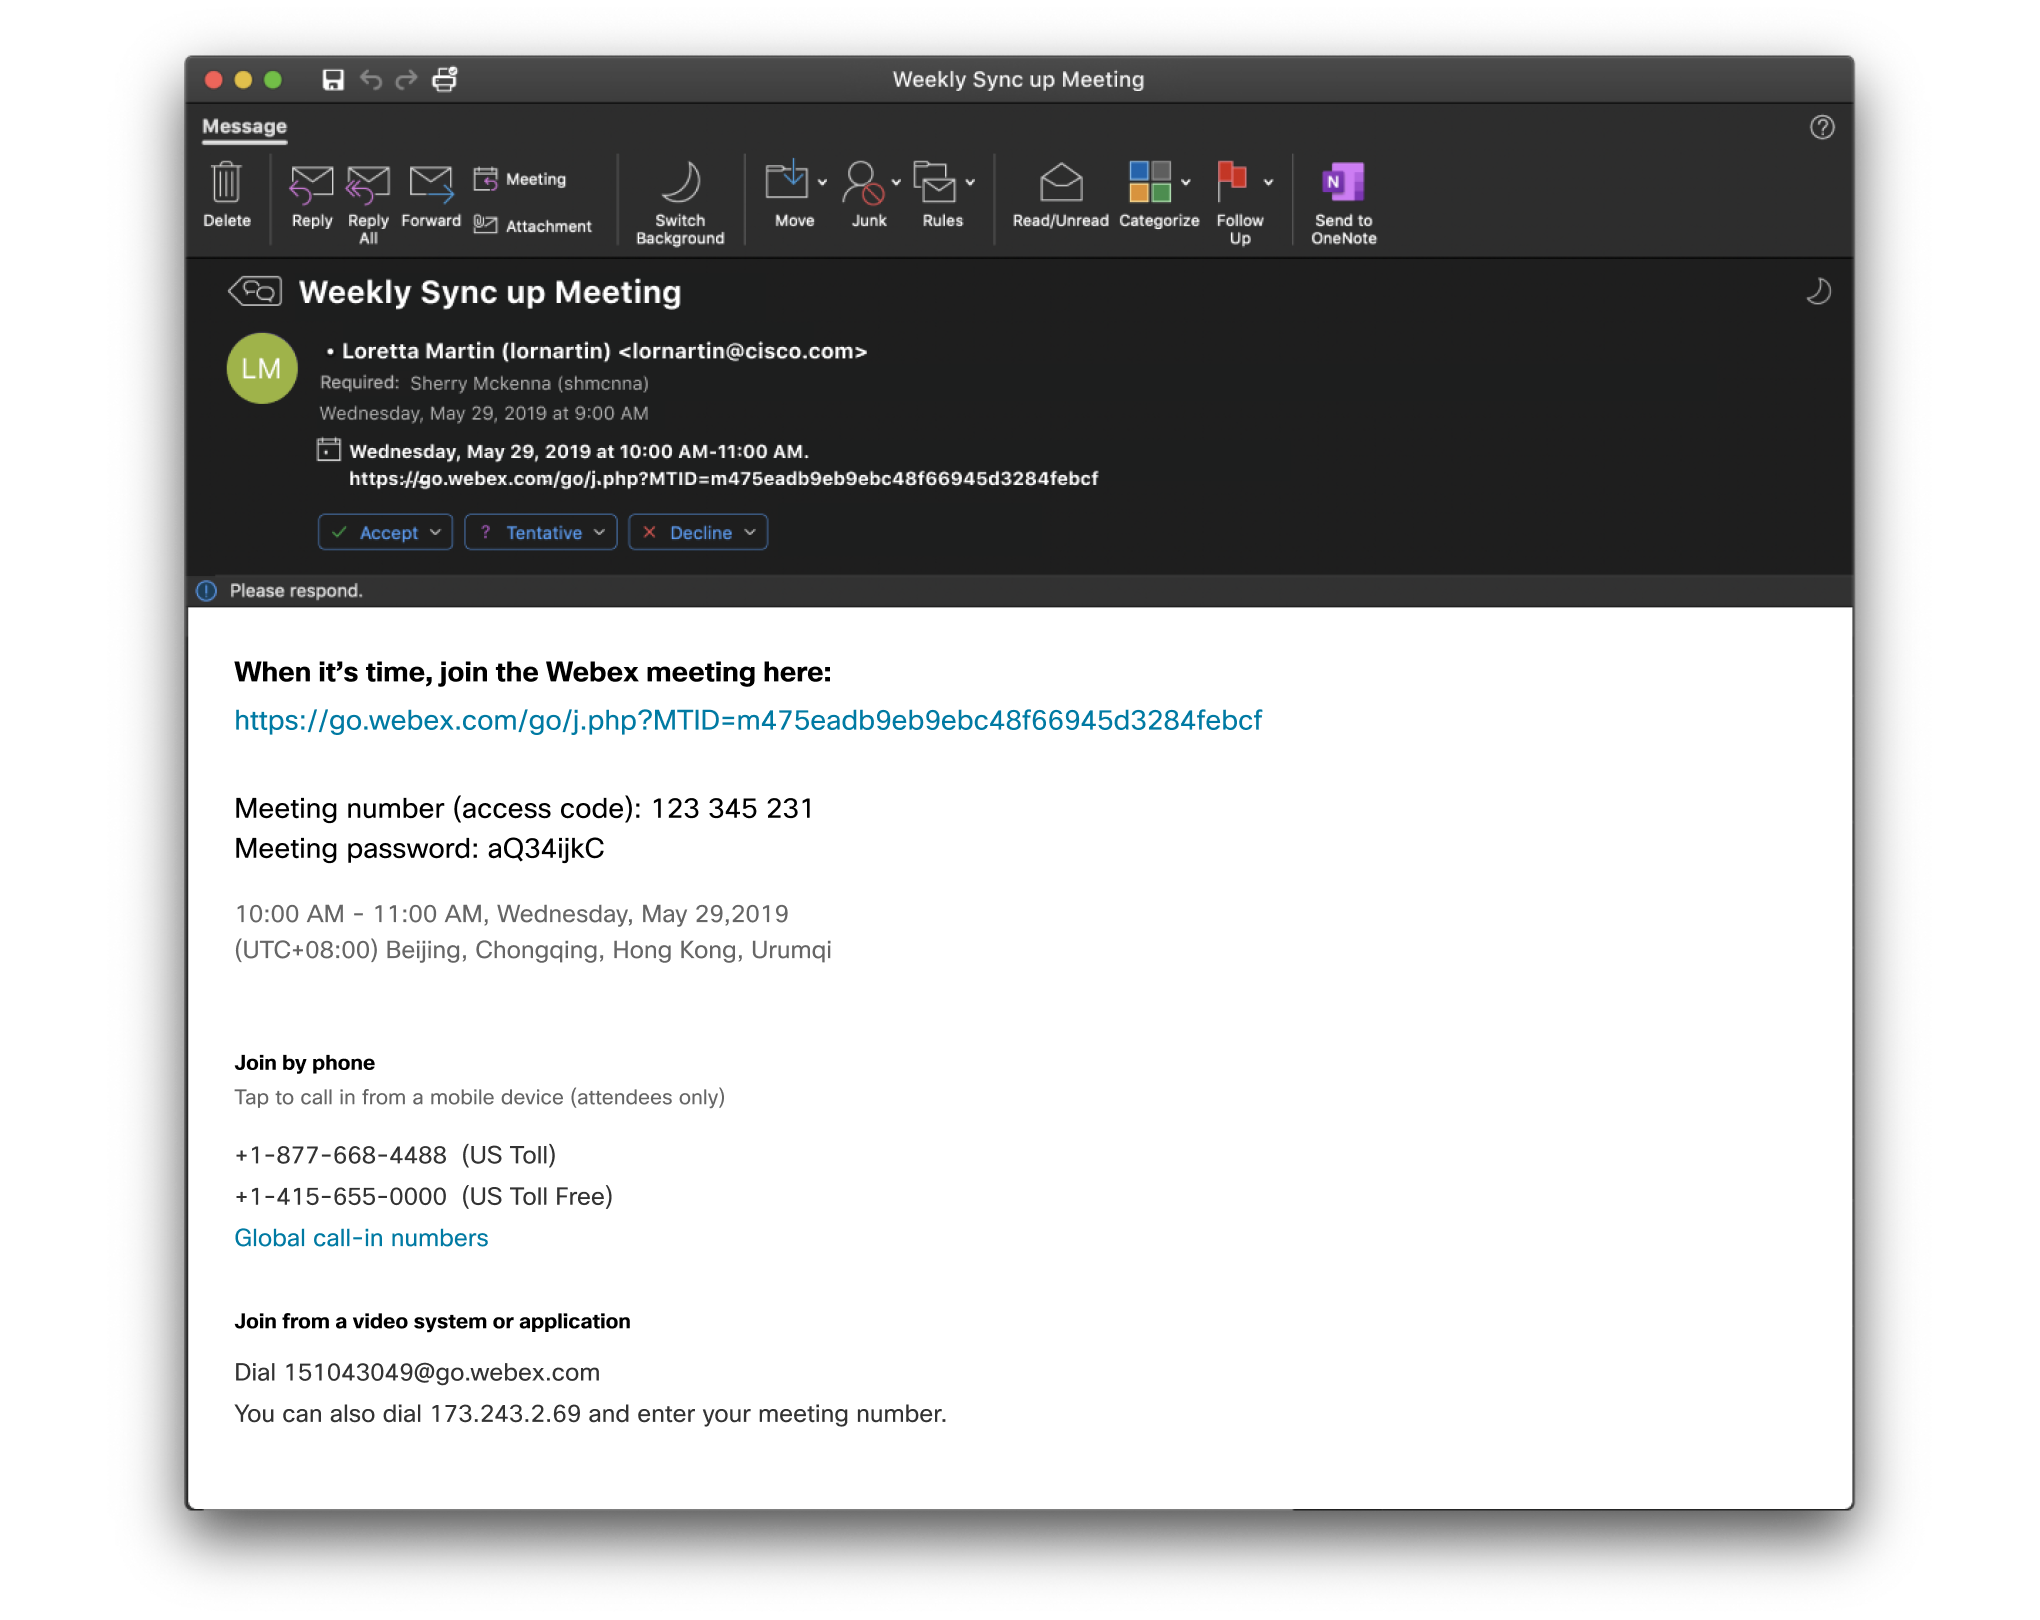 Weekly Sync up Meeting
Message
Delete
Reply
Reply All
Forward
Meeting
Attachment
Switch Background
Move
Junk
Rules
Read/Unread
Categorize
Follow Up
N
Send to OneNote
Weekly Sync up Meeting
LM
• Loretta Martin (lornartin) <lornartin@cisco.com>
Required: Sherry Mckenna (shmcnna)
Wednesday, May 29, 2019 at 9:00 AM
Wednesday, May 29, 2019 at 10:00 AM-11:00 AM.
https://go.webex.com/go/j.php?MTID=m475eadb9eb9ebc48f66945d3284febcf
Accept
? Tentative
Decline
Please respond.
When it's time, join the Webex meeting here:
https://go.webex.com/go/j.php?MTID=m475eadb9eb9ebc48f66945d3284febcf
Meeting number (access code): 123 345 231
Meeting password: aQ34ijkC
10:00 AM - 11:00 AM, Wednesday, May 29,2019
(UTC+08:00) Beijing, Chongqing, Hong Kong, Urumqi
Join by phone
Tap to call in from a mobile device (attendees only)
+1-877-668-4488 (US Toll)
+1-415-655-0000 (US Toll Free)
Global call-in numbers
Join from a video system or application
Dial 151043049@go.webex.com
You can also dial 173.243.2.69 and enter your meeting number.